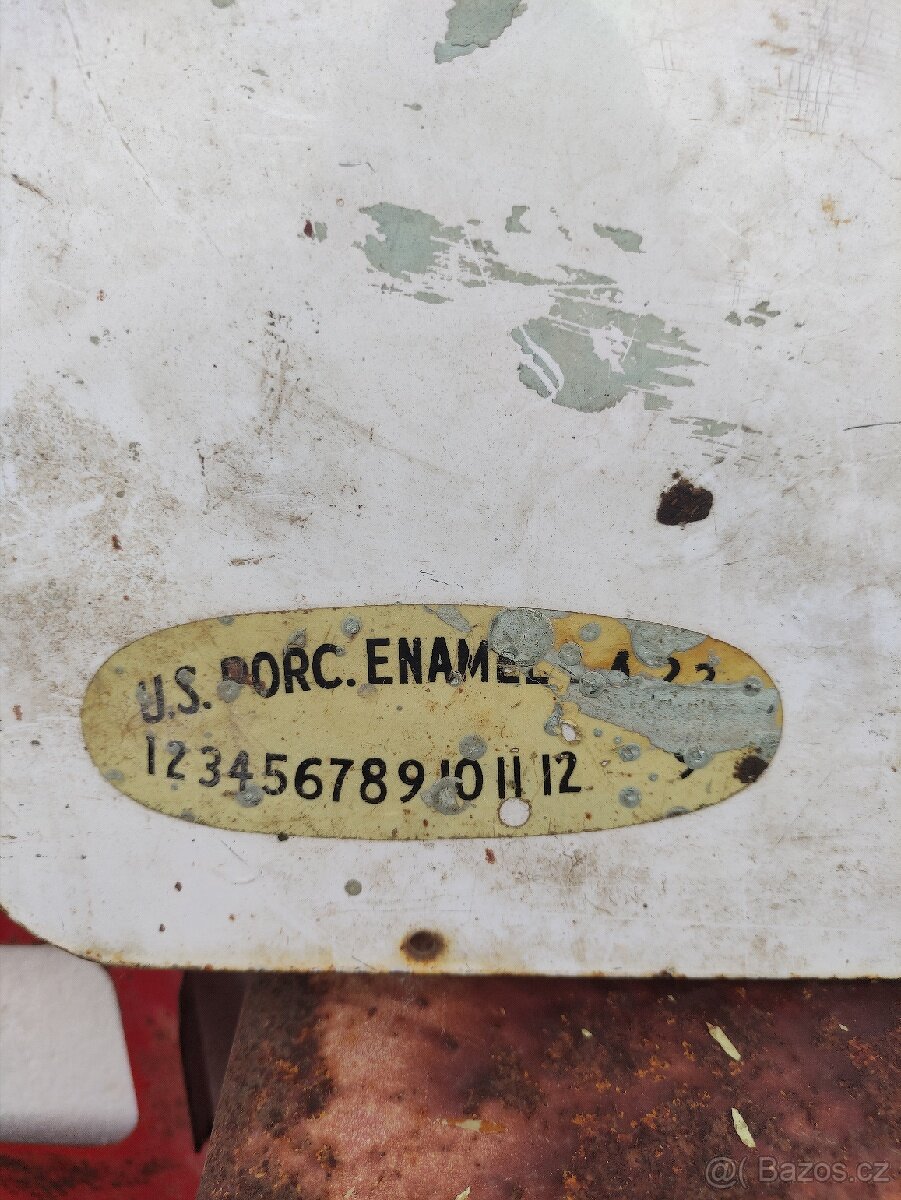 U.S. PORC. ENAMEL
1 2 3 4 5 6 7 8 9 10 11 12
@( Bazos.cz